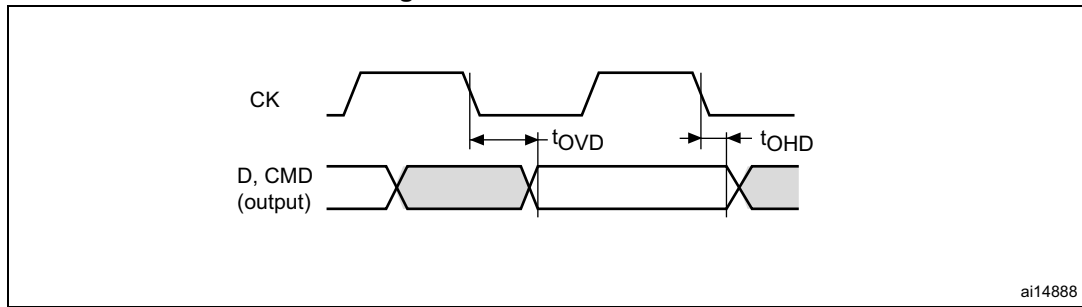 CK
tOVD
tOHD
D, CMD
(output)
ai14888